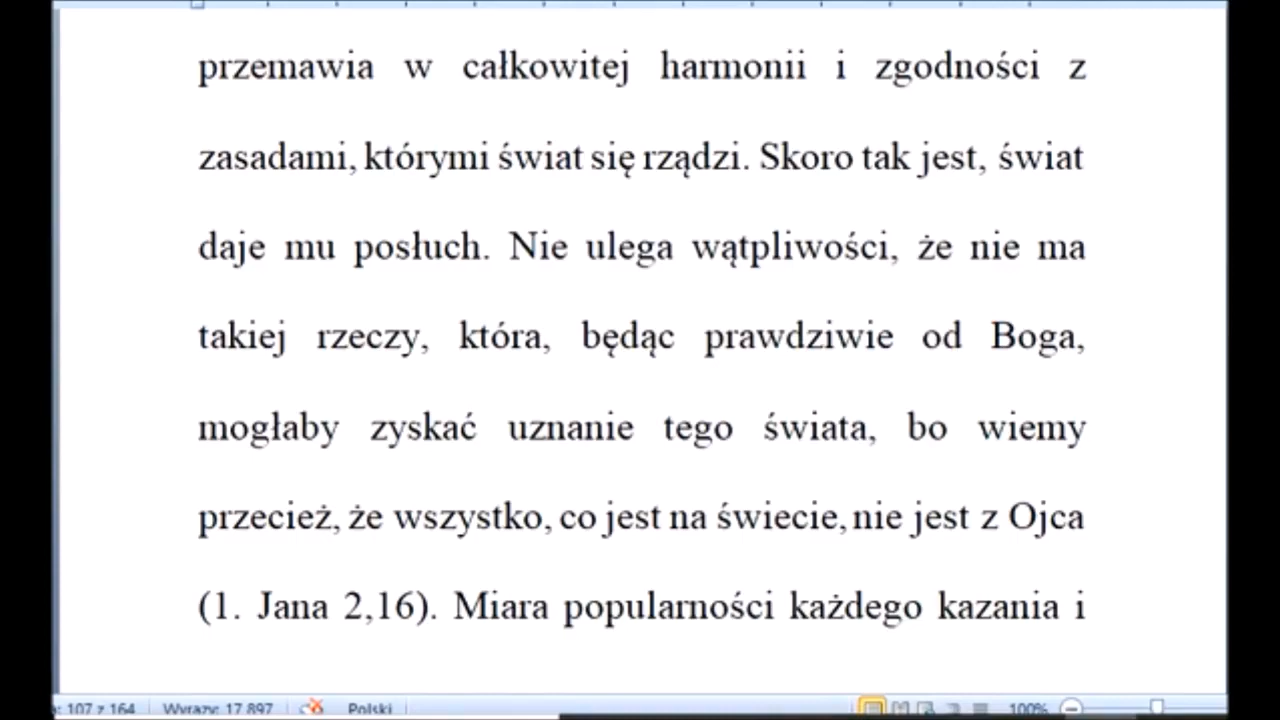 przemawia w całkowitej harmonii i zgodności z
zasadami, którymi świat się rządzi. Skoro tak jest, świat
daje mu posłuch. Nie ulega wątpliwości, że nie ma
takiej rzeczy, która, będąc prawdziwie od Boga,
mogłaby zyskać uznanie tego świata, bo wiemy
przecież, że wszystko, co jest na świecie, nie jest z Ojca
(1. Jana 2,16). Miara popularności każdego kazania i
: 107 z 164 Wyrazy: 17 897 Polski 100%